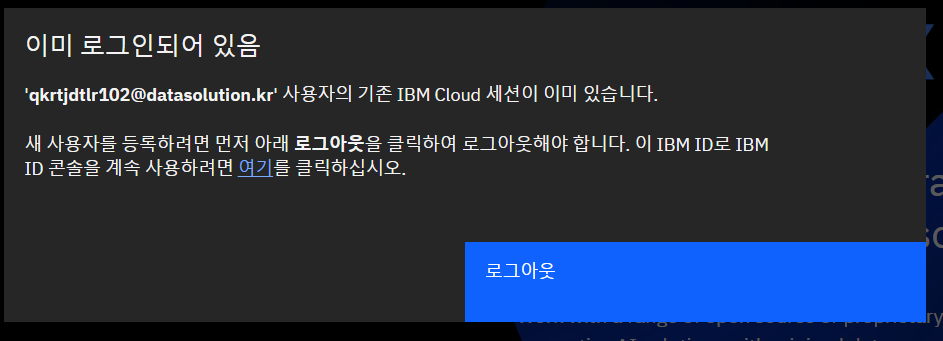 이미 로그인되어 있음
'qkrtjdtlr102@datasolution.kr' 사용자의 기존 IBM Cloud 세션이 이미 있습니다.
새 사용자를 등록하려면 먼저 아래 로그아웃을 클릭하여 로그아웃해야 합니다. 이 IBM ID로 IBM
ID 콘솔을 계속 사용하려면 여기를 클릭하십시오.
로그아웃